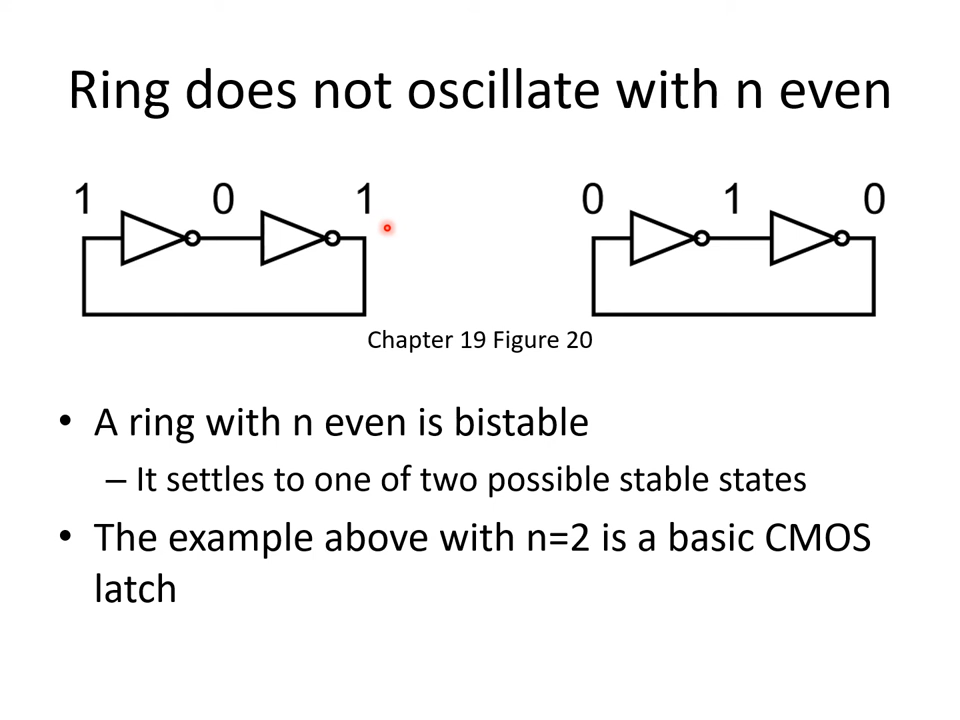 Ring does not oscillate with n even
1 0 1 0 1 0
Chapter 19 Figure 20
• A ring with n even is bistable
– It settles to one of two possible stable states
• The example above with n=2 is a basic CMOS
latch